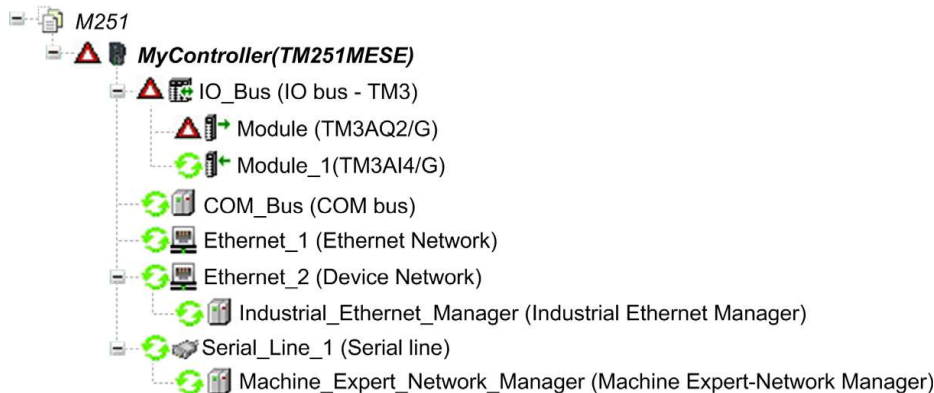 M251
MyController(TM251MESE)
IO_Bus (IO bus - TM3)
Module (TM3AQ2/G)
Module_1(TM3AI4/G)
COM_Bus (COM bus)
Ethernet_1 (Ethernet Network)
Ethernet_2 (Device Network)
Industrial_Ethernet_Manager (Industrial Ethernet Manager)
Serial_Line_1 (Serial line)
Machine_Expert_Network_Manager (Machine Expert-Network Manager)